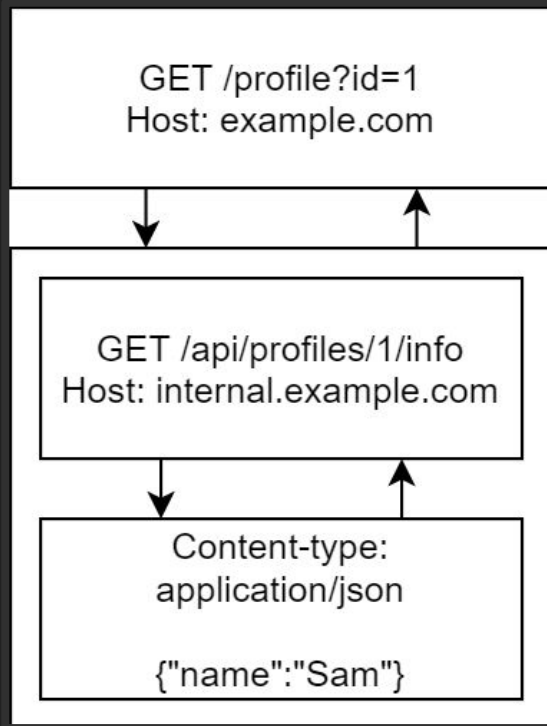 GET /profile?id=1
Host: example.com
GET /api/profiles/1/info
Host: internal.example.com
Content-type:
application/json
{"name":"Sam"}